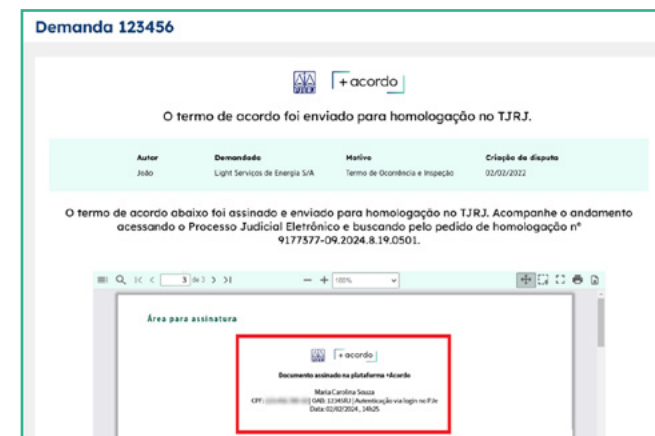 Demanda 123456
PJERJ + acordo
O termo de acordo foi enviado para homologação no TJRJ.
Autor Demandado Motivo Criação de disputa
João Light Serviços de Energia S/A Termo de Ocorrência e Inspeção 02/02/2022
O termo de acordo abaixo foi assinado e enviado para homologação no TJRJ. Acompanhe o andamento
acessando o Processo Judicial Eletrônico e buscando pelo pedido de homologação nº
9177377-09.2024.8.19.0501.
3 de 3 100%
Área para assinatura
+ acordo
Documento assinado na plataforma +Acordo
Maria Carolina Souza
CPF: | OAB: 12345RJ | Autenticação via login no PJe
Data: 02/02/2024, 14h25